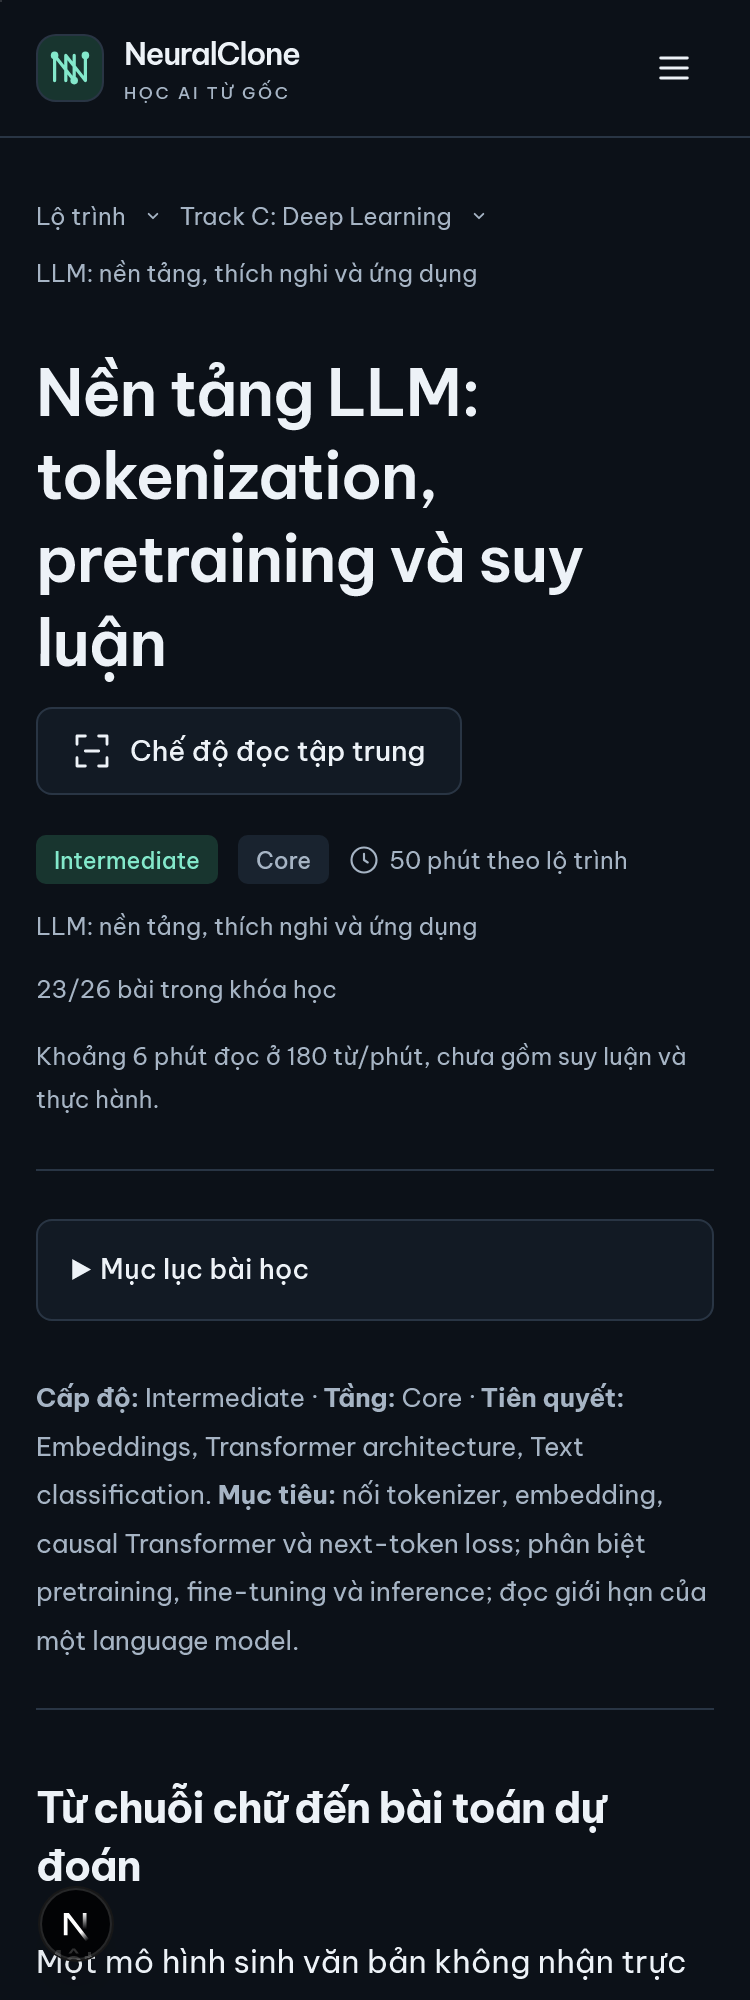 NeuralClone
HỌC AI TỪ GỐC
Lộ trình
Track C: Deep Learning
LLM: nền tảng, thích nghi và ứng dụng
Nền tảng LLM:
tokenization,
pretraining và suy
luận
Chế độ đọc tập trung
Intermediate
Core
50 phút theo lộ trình
LLM: nền tảng, thích nghi và ứng dụng
23/26 bài trong khóa học
Khoảng 6 phút đọc ở 180 từ/phút, chưa gồm suy luận và
thực hành.
Mục lục bài học
Cấp độ: Intermediate · Tầng: Core · Tiên quyết:
Embeddings, Transformer architecture, Text
classification. Mục tiêu: nối tokenizer, embedding,
causal Transformer và next-token loss; phân biệt
pretraining, fine-tuning và inference; đọc giới hạn của
một language model.
Từ chuỗi chữ đến bài toán dự
đoán
Một mô hình sinh văn bản không nhận trực